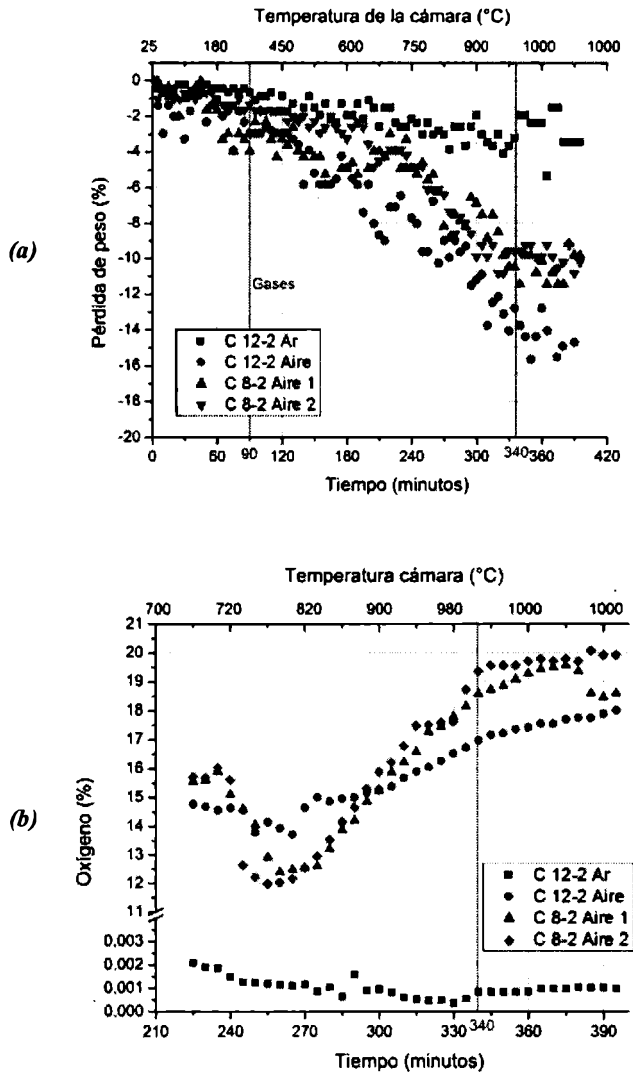 Temperatura de la cámara (°C)
25 180 450 600 750 900 1000 1000
0
-2
-4
-6
-8
-10
-12
-14
-16
-18
-20
Pérdida de peso (%)
(a)
Gases
C 12-2 Ar
C 12-2 Aire
C 8-2 Aire 1
C 8-2 Aire 2
0 60 90 120 180 240 300 340 360 420
Tiempo (minutos)
Temperatura cámara (°C)
700 720 820 900 980 1000 1000
21
20
19
18
17
16
15
14
13
12
11
0.003
0.002
0.001
0.000
Oxígeno (%)
(b)
C 12-2 Ar
C 12-2 Aire
C 8-2 Aire 1
C 8-2 Aire 2
210 240 270 300 330 340 360 390
Tiempo (minutos)